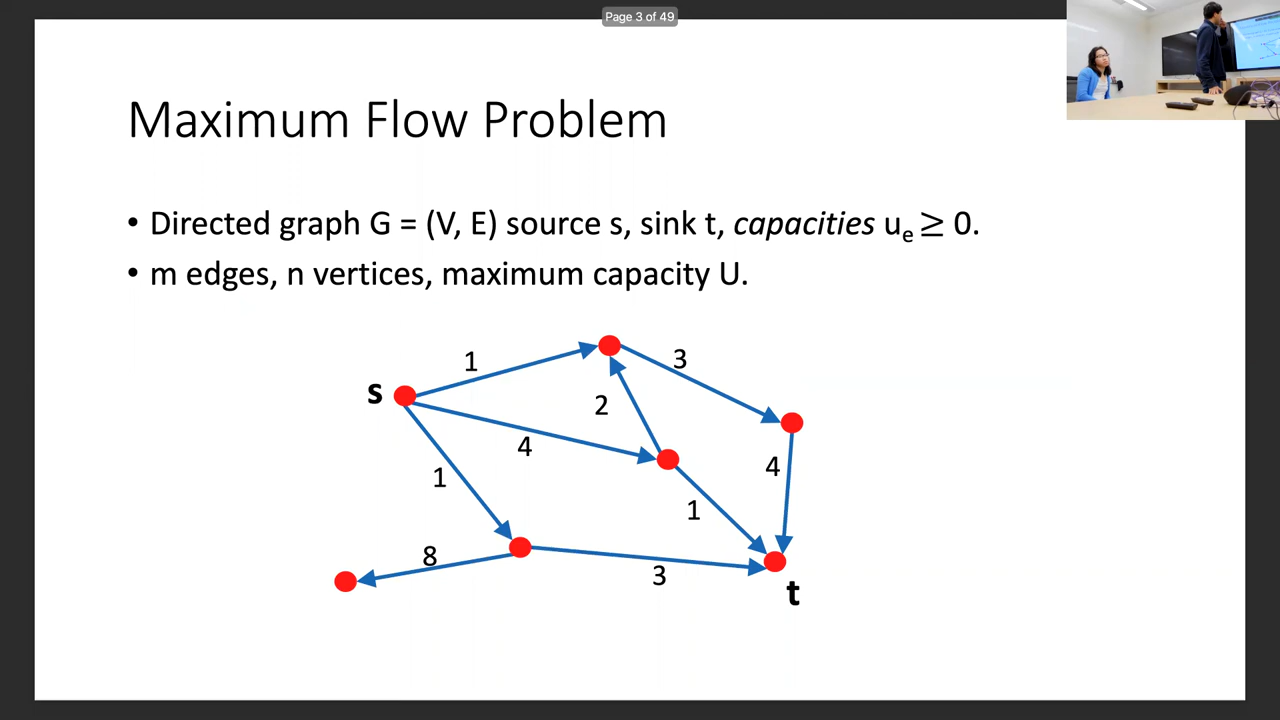 Page 3 of 49
Maximum Flow Problem
• Directed graph G = (V, E) source s, sink t, capacities uₑ ≥ 0.
• m edges, n vertices, maximum capacity U.
1
3
s
2
4
4
1
1
8
3
t